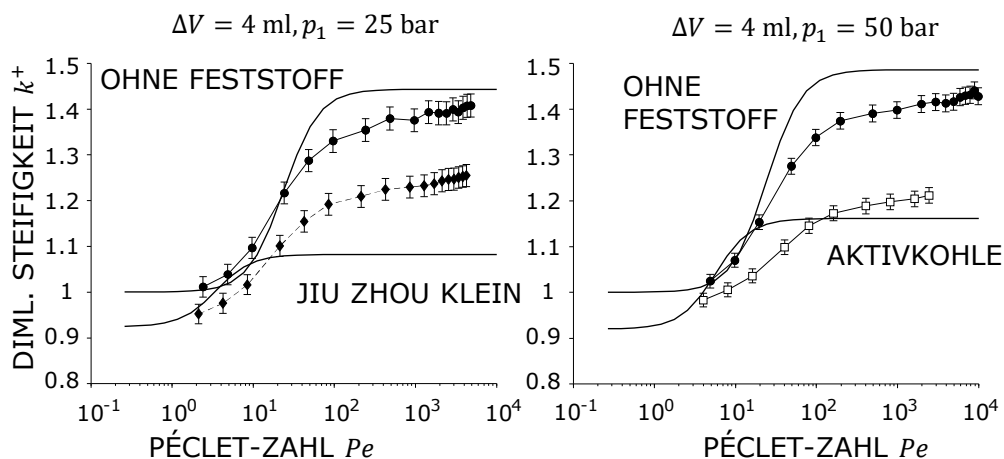 ΔV = 4 ml, p₁ = 25 bar
1.5
1.4
1.3
1.2
1.1
1
0.9
0.8
OHNE FESTSTOFF
JIU ZHOU KLEIN
DIML. STEIFIGKEIT k⁺
10⁻¹ 10⁰ 10¹ 10² 10³ 10⁴
PÉCLET-ZAHL Pe
ΔV = 4 ml, p₁ = 50 bar
1.5
1.4
1.3
1.2
1.1
1
0.9
0.8
OHNE
FESTSTOFF
AKTIVKOHLE
10⁻¹ 10⁰ 10¹ 10² 10³ 10⁴
PÉCLET-ZAHL Pe